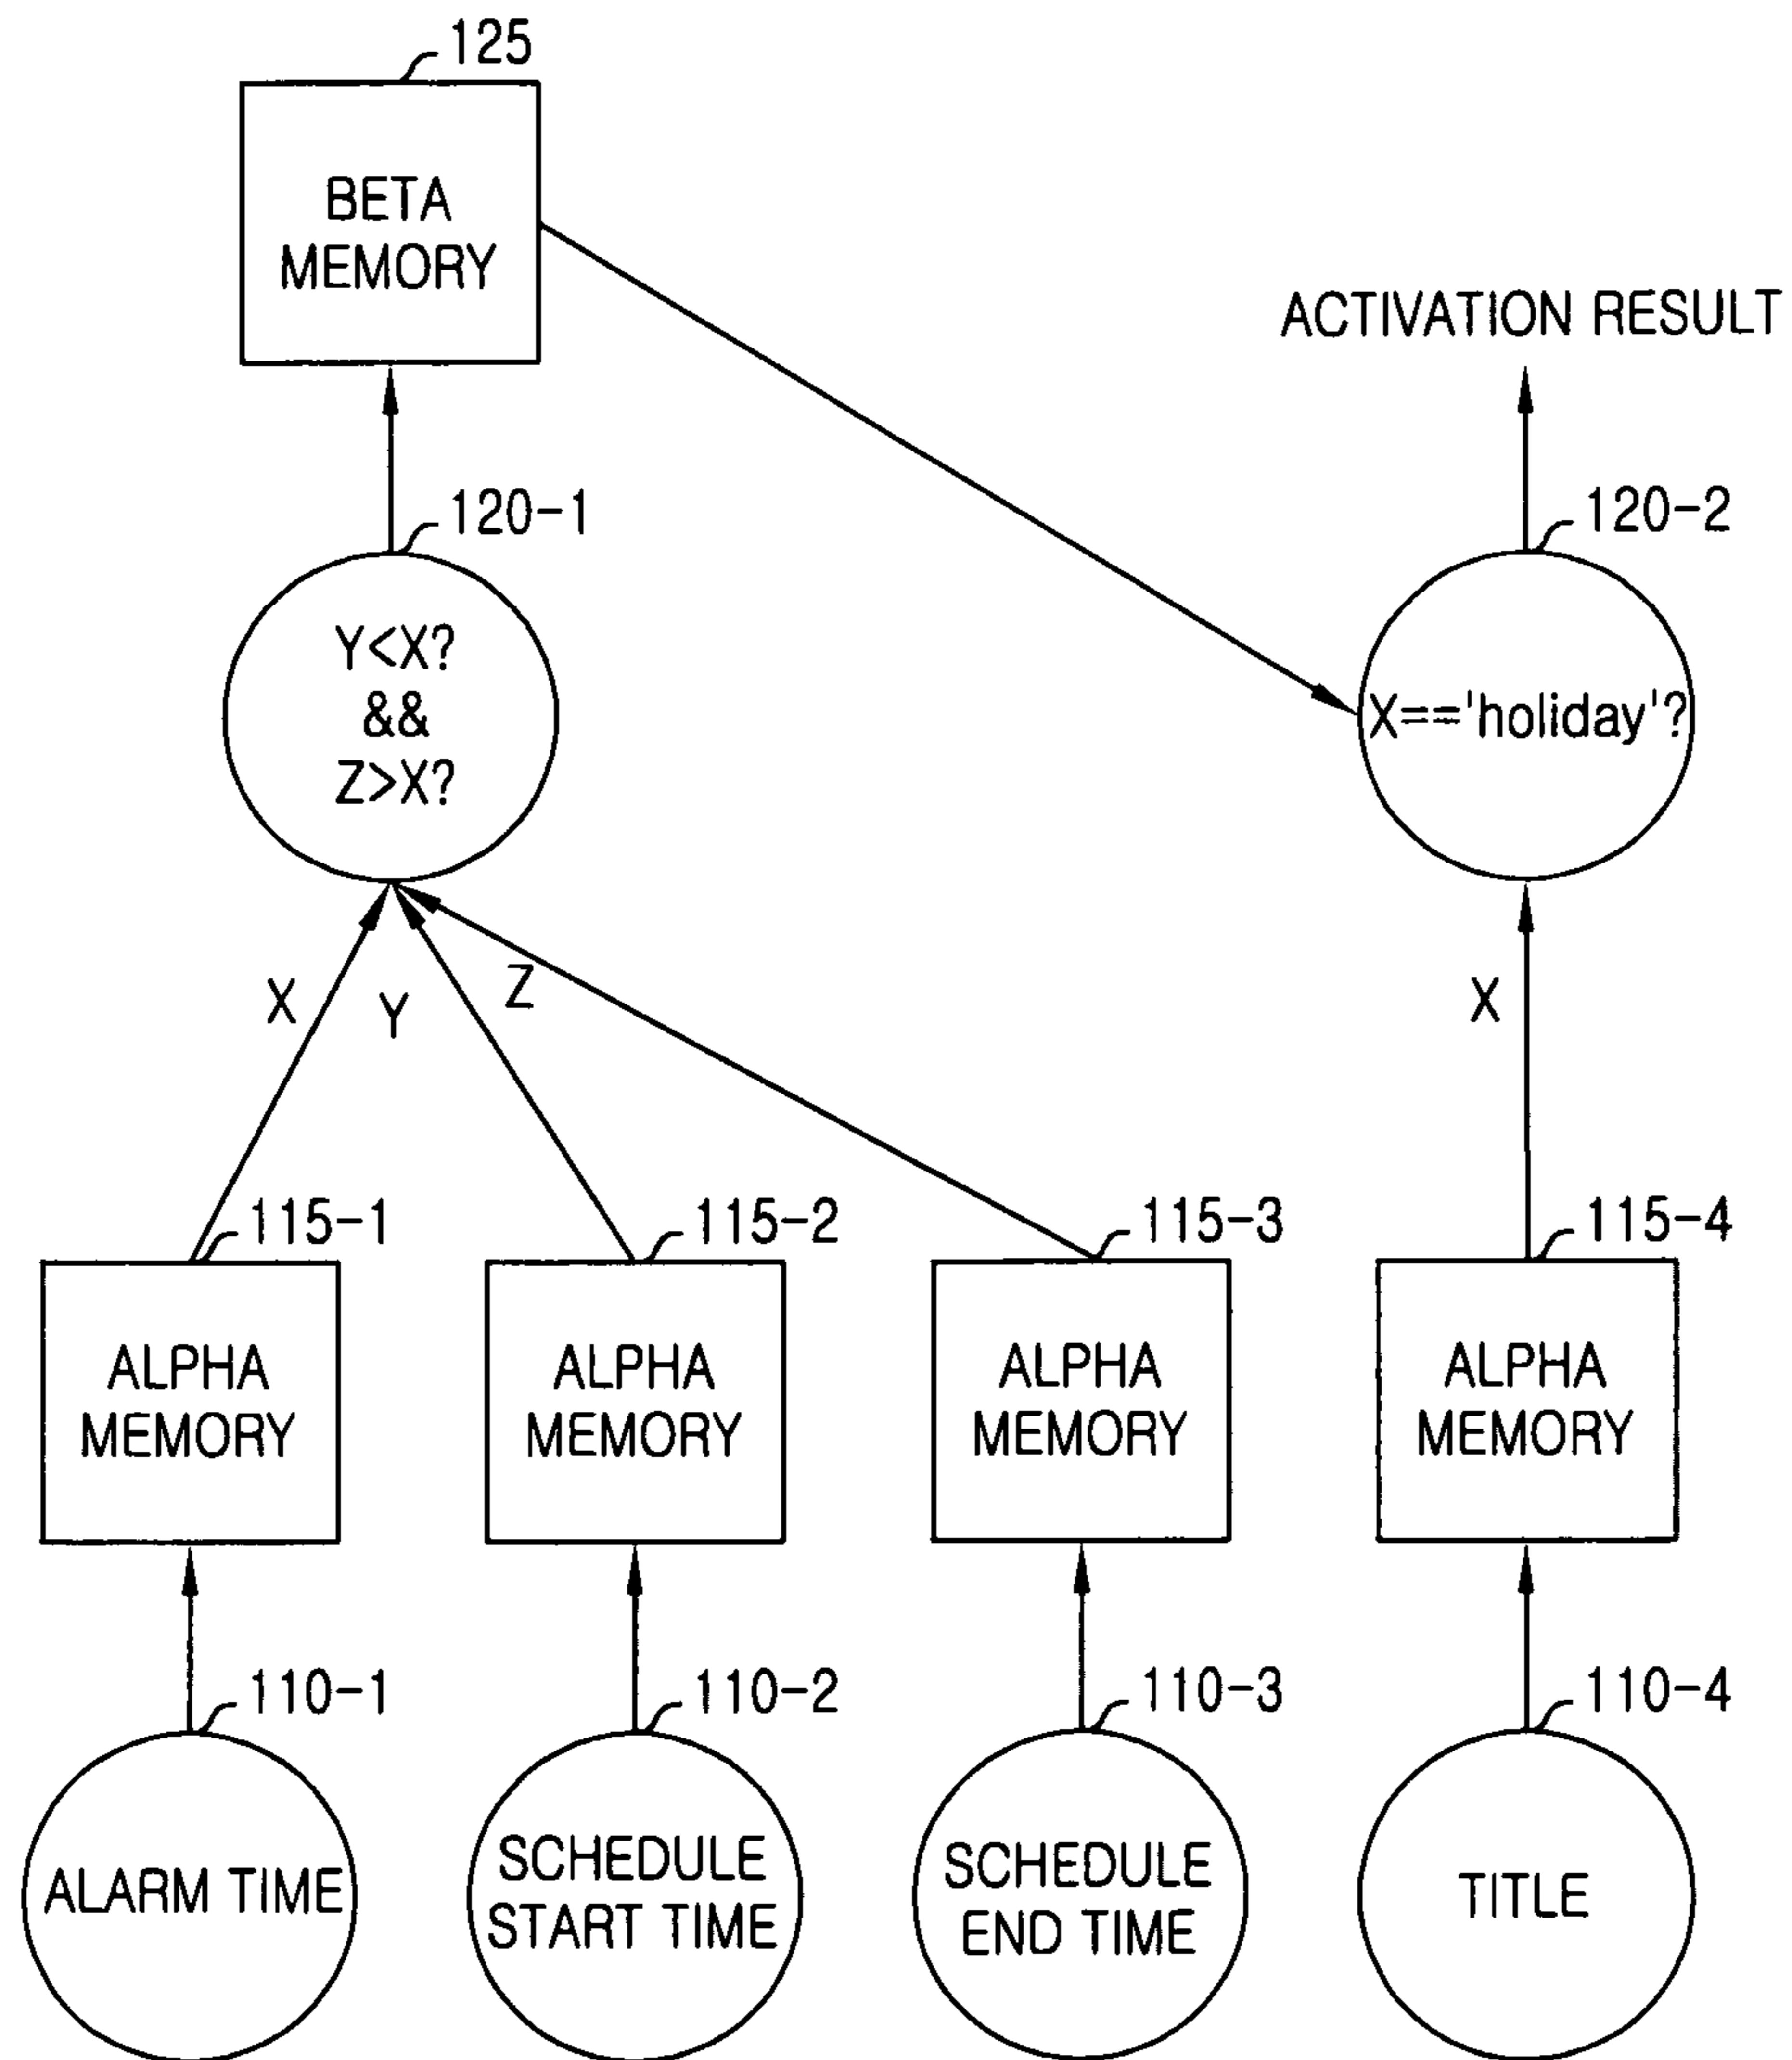 125
BETA
MEMORY
ACTIVATION RESULT
120-1
120-2
Y<X?
&&
Z>X?
X=='holiday'?
X
Y
Z
X
115-1
115-2
115-3
115-4
ALPHA
MEMORY
ALPHA
MEMORY
ALPHA
MEMORY
ALPHA
MEMORY
110-1
110-2
110-3
110-4
ALARM TIME
SCHEDULE
START TIME
SCHEDULE
END TIME
TITLE